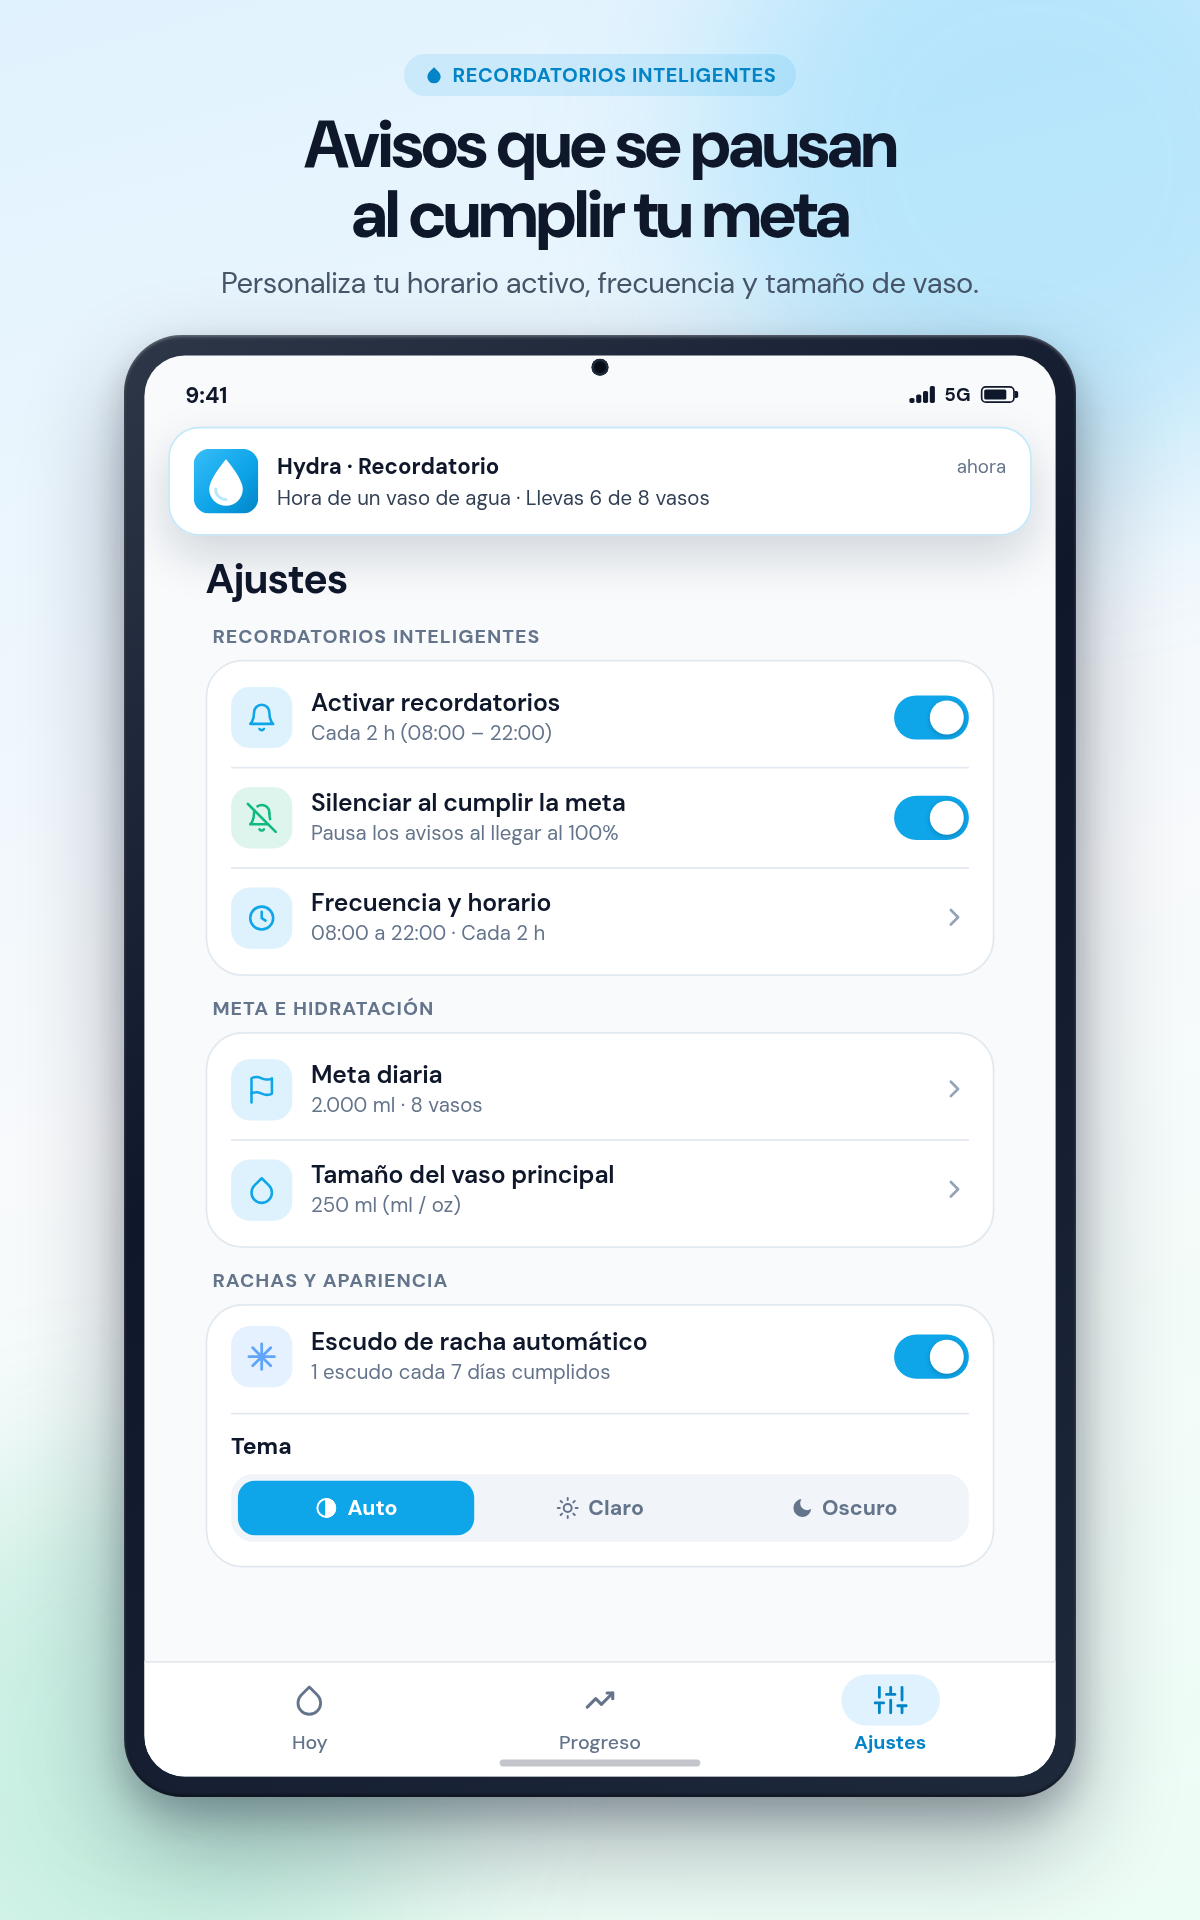 RECORDATORIOS INTELIGENTES
Avisos que se pausan
al cumplir tu meta
Personaliza tu horario activo, frecuencia y tamaño de vaso.
9:41
5G
Hydra · Recordatorio
ahora
Hora de un vaso de agua · Llevas 6 de 8 vasos
Ajustes
RECORDATORIOS INTELIGENTES
Activar recordatorios
Cada 2 h (08:00 – 22:00)
Silenciar al cumplir la meta
Pausa los avisos al llegar al 100%
Frecuencia y horario
08:00 a 22:00 · Cada 2 h
META E HIDRATACIÓN
Meta diaria
2.000 ml · 8 vasos
Tamaño del vaso principal
250 ml (ml / oz)
RACHAS Y APARIENCIA
Escudo de racha automático
1 escudo cada 7 días cumplidos
Tema
Auto
Claro
Oscuro
Hoy
Progreso
Ajustes